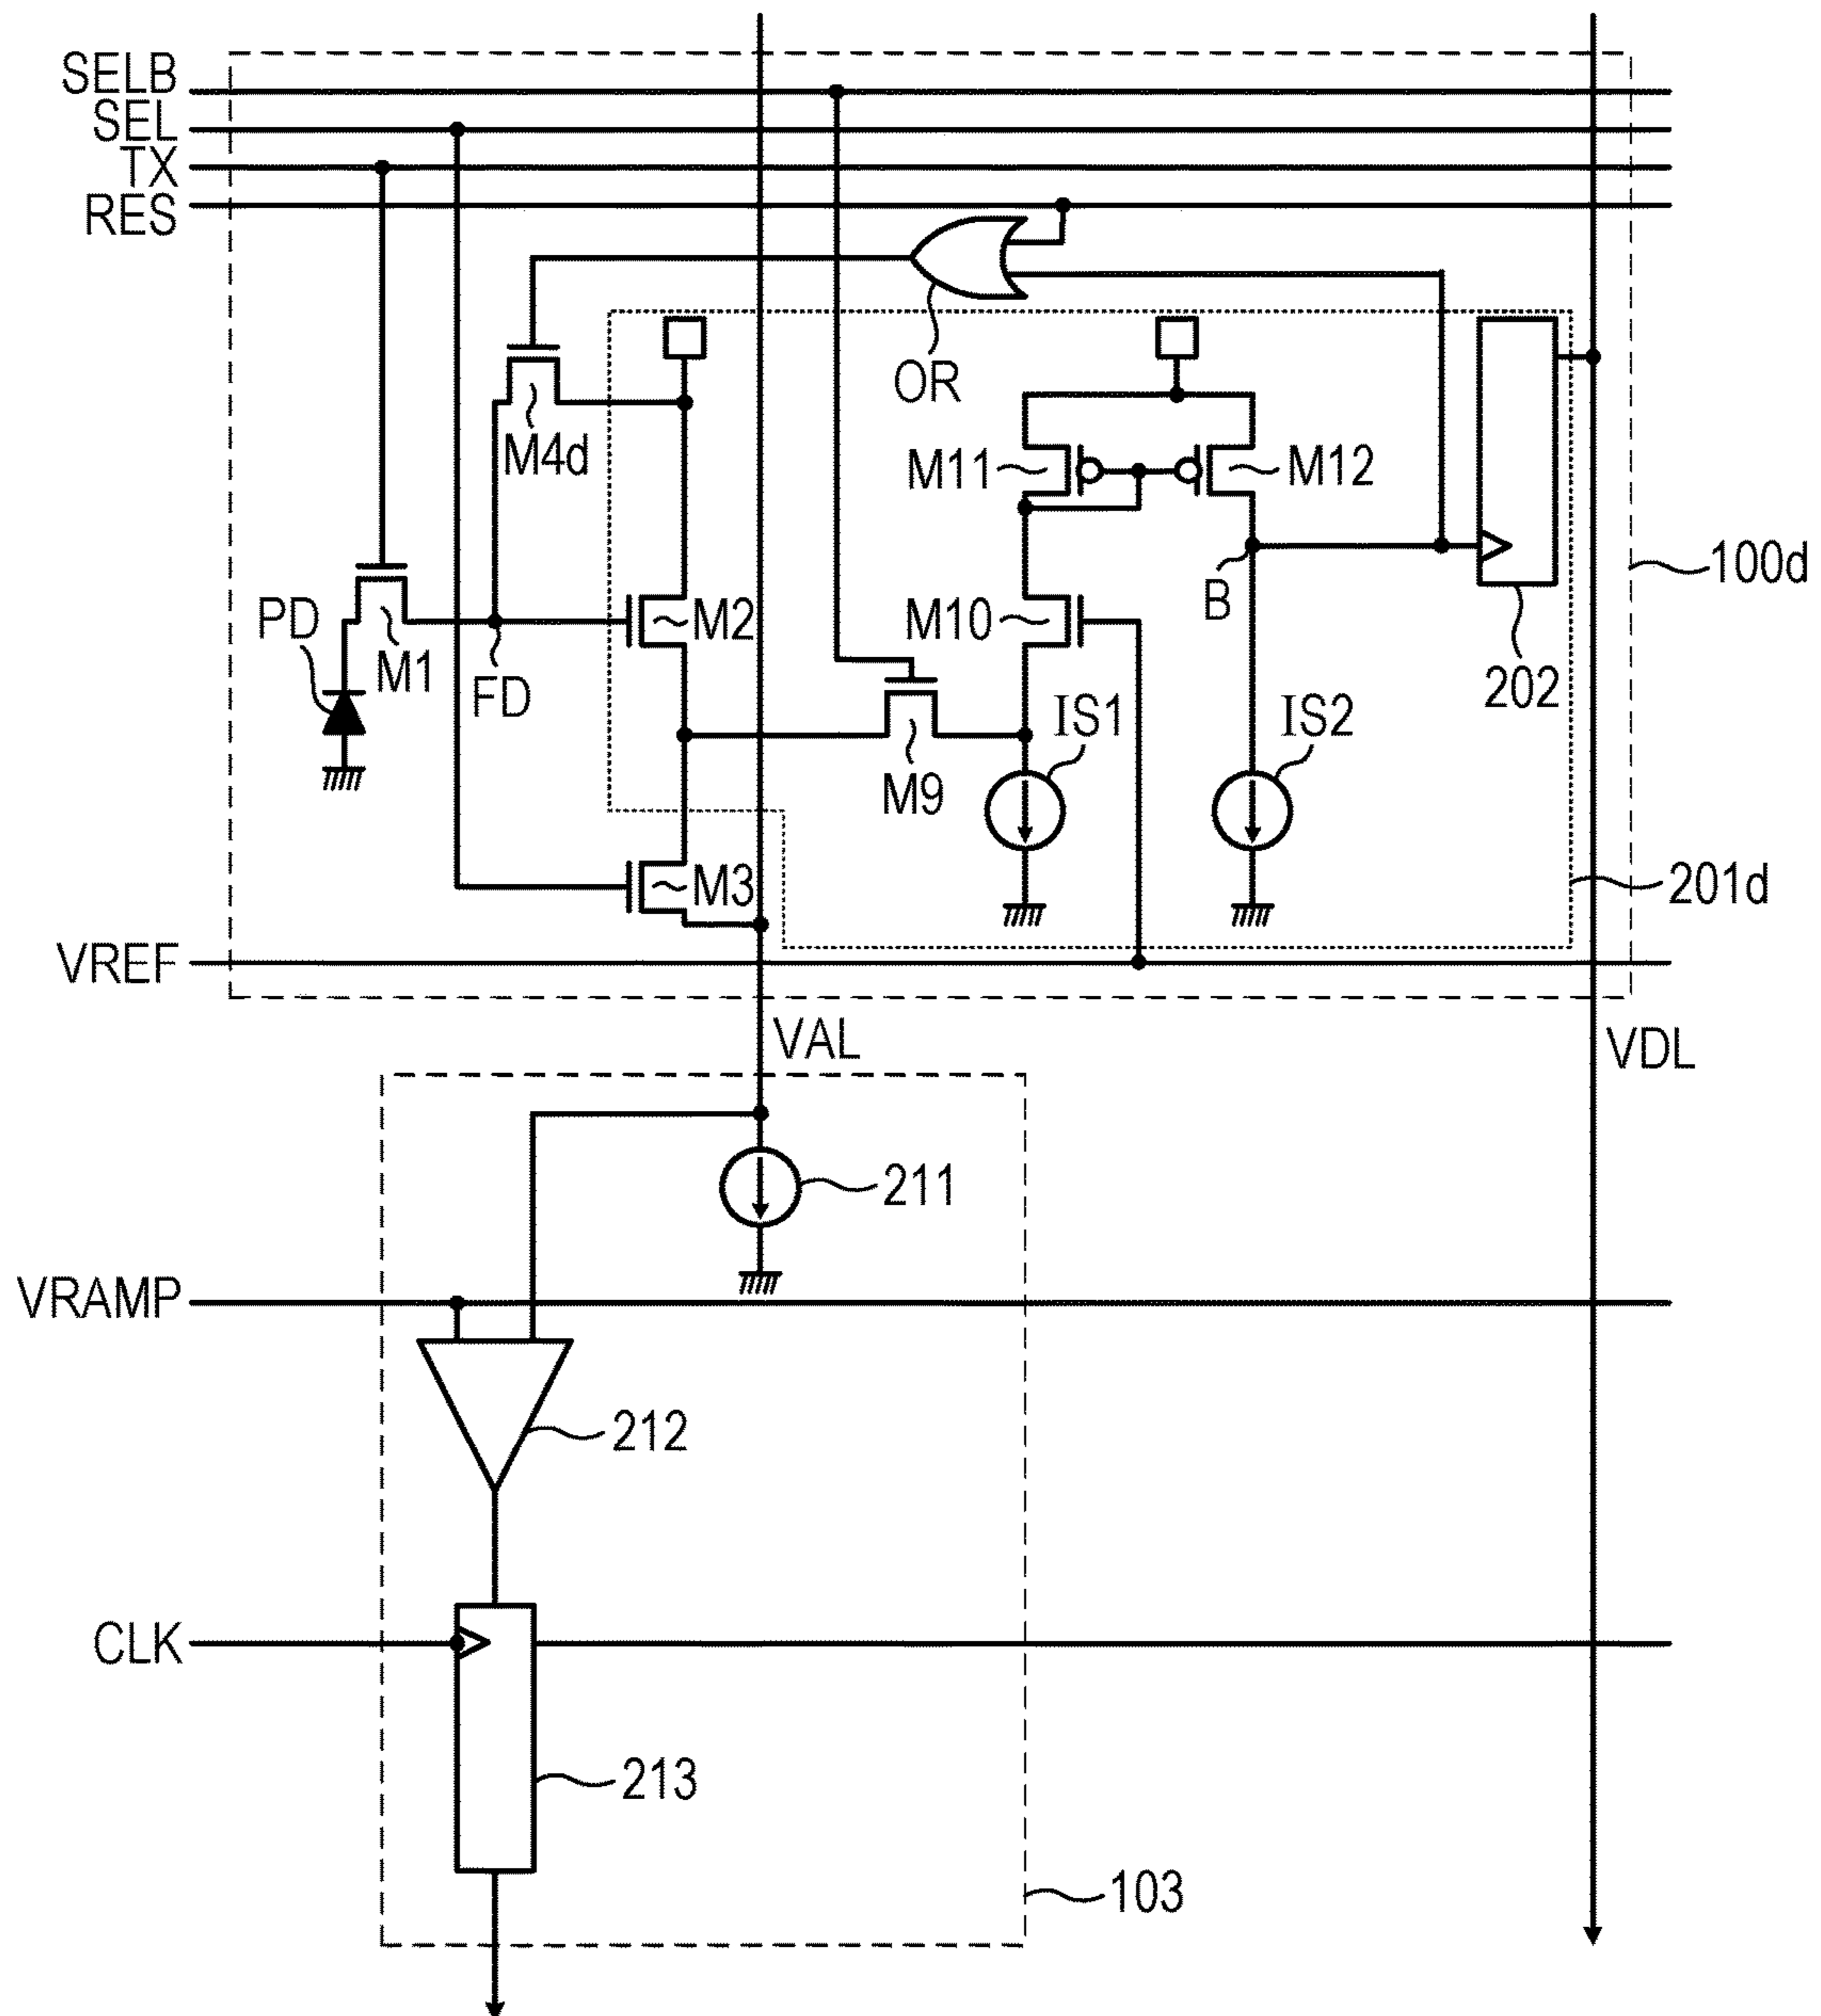 SELB
SEL
TX
RES
OR
M4d
M11
M12
100d
PD
M1
FD
M2
M10
B
202
M9
IS1
IS2
M3
201d
VREF
VAL
VDL
211
VRAMP
212
CLK
213
103